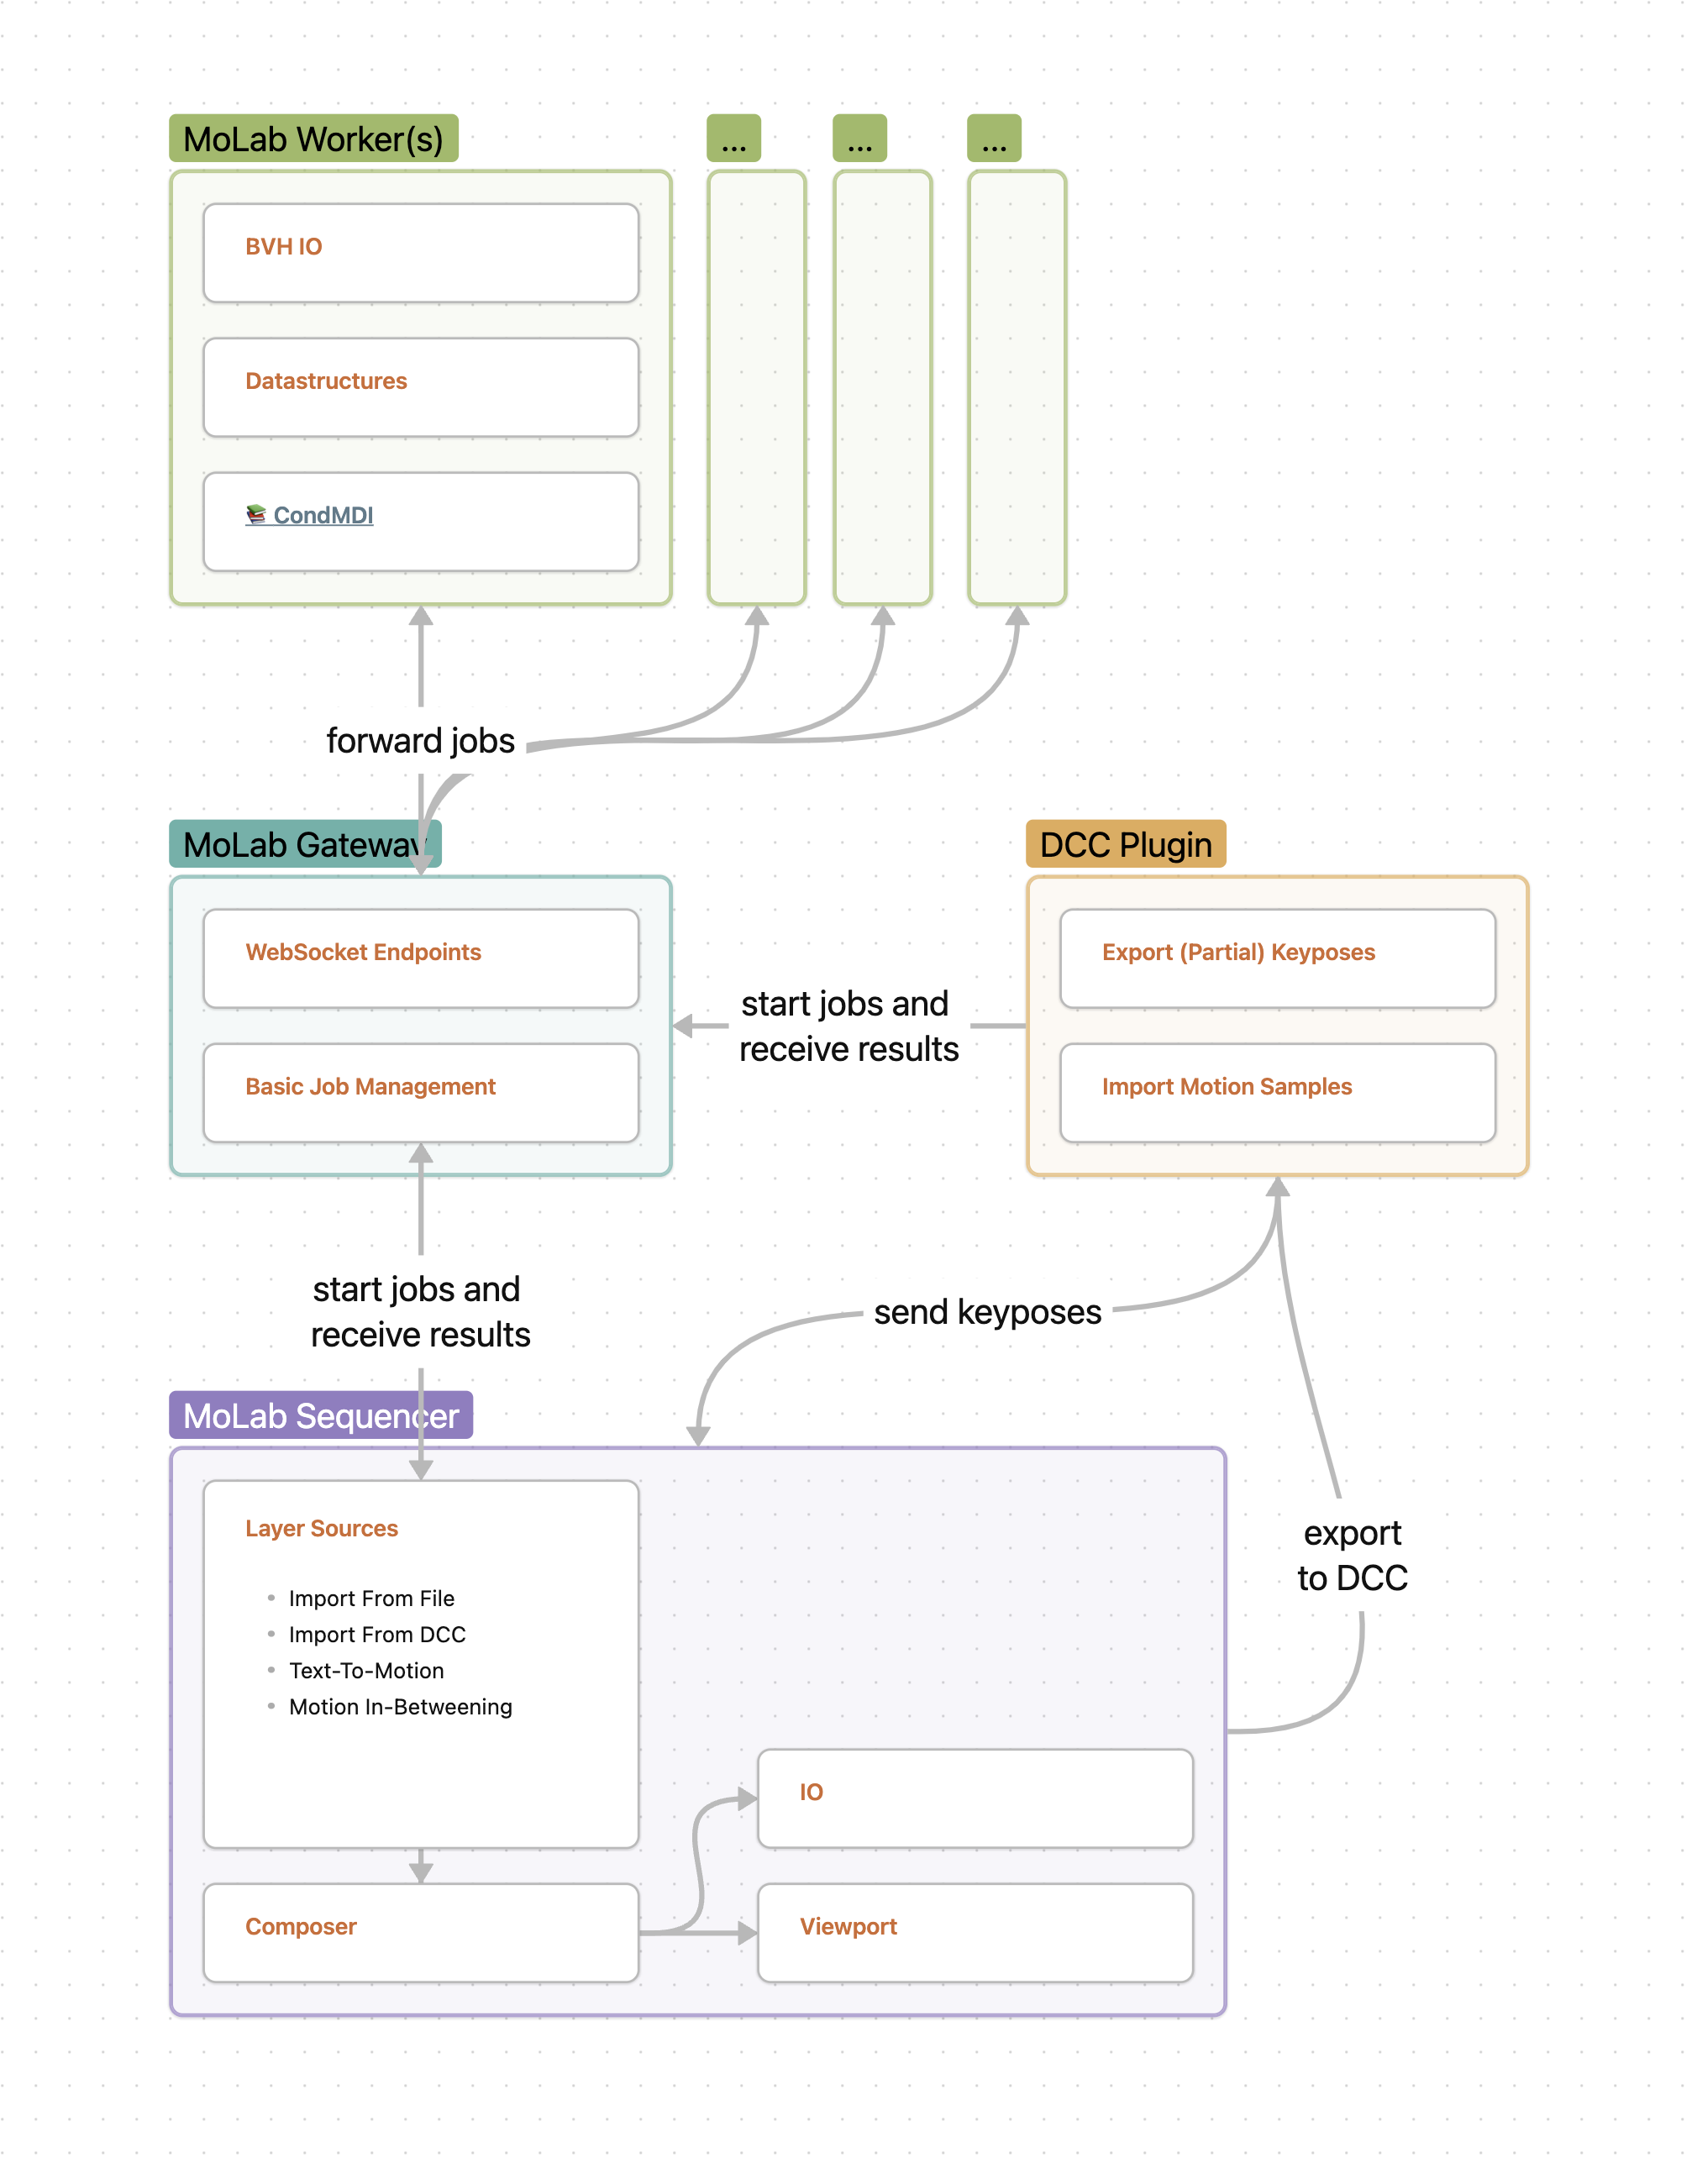 MoLab Worker(s)
...
...
...
BVH IO
Datastructures
📚 CondMDI
forward jobs
MoLab Gateway
WebSocket Endpoints
Basic Job Management
DCC Plugin
Export (Partial) Keyposes
Import Motion Samples
start jobs and
receive results
start jobs and
receive results
send keyposes
export
to DCC
MoLab Sequencer
Layer Sources
• Import From File
• Import From DCC
• Text-To-Motion
• Motion In-Betweening
IO
Composer
Viewport